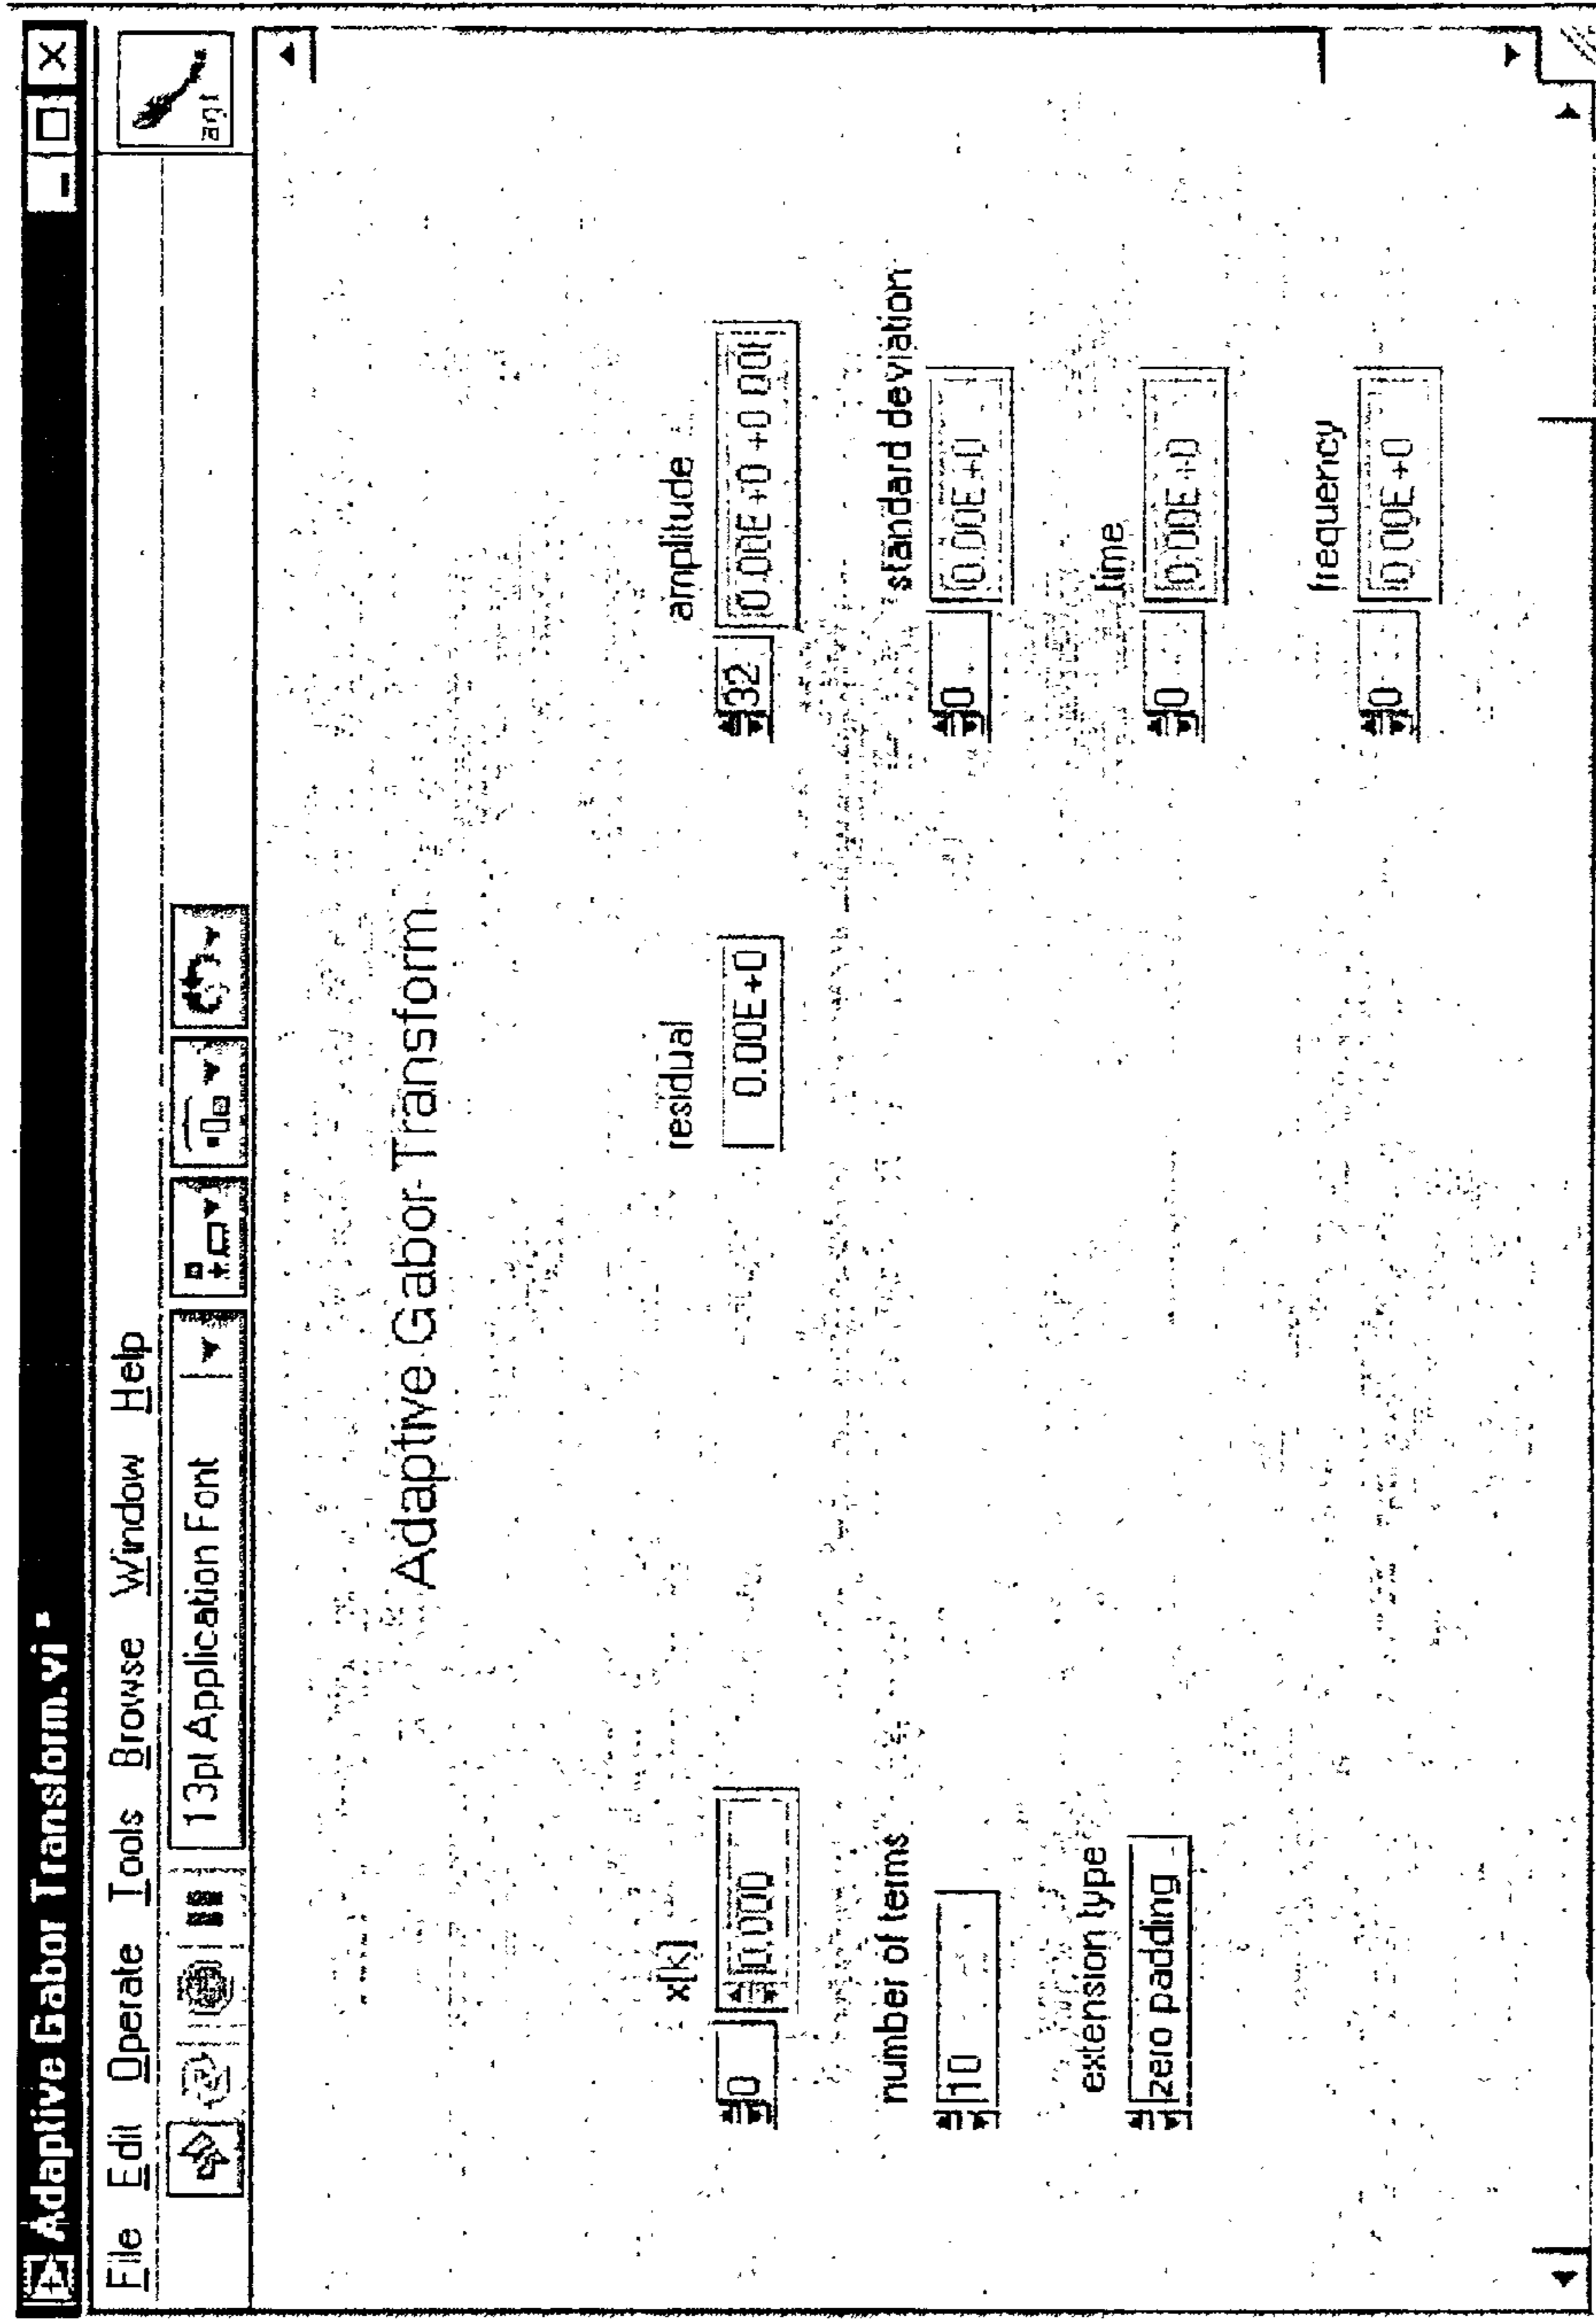 Adaptive Gabor Transform.vi *
File Edit Operate Tools Browse Window Help
13pt Application Font
agt
Adaptive Gabor Transform
x[k]
0
0.000
residual
0.00E+0
amplitude
32
0.00E+0 +0.00
number of terms
10
standard deviation
0
0.00E+0
extension type
zero padding
time
0
0.00E+0
frequency
0
0.00E+0